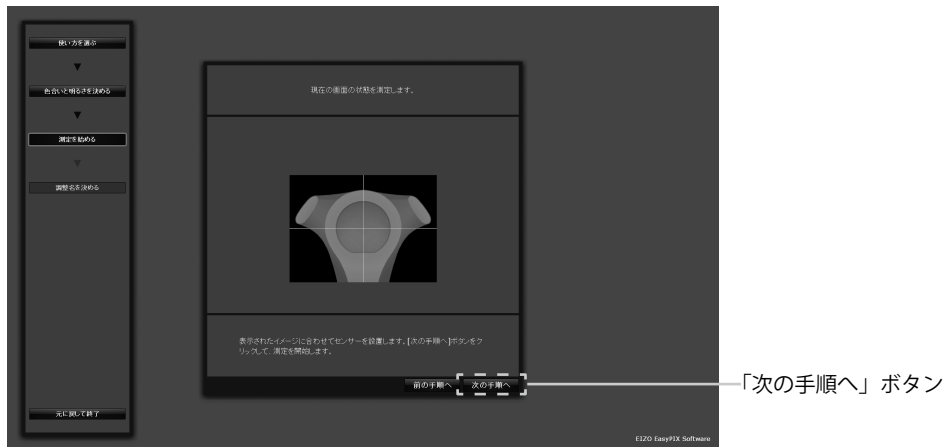 使い方を選ぶ
▼
色合いと明るさを決める
▼
測定を始める
▼
調整名を決める
元に戻して終了
現在の画面の状態を測定します。
表示されたイメージに合わせてセンサーを設置します。[次の手順へ]ボタンをク
リックして、測定を開始します。
前の手順へ 次の手順へ
「次の手順へ」ボタン
EIZO EasyPIX Software